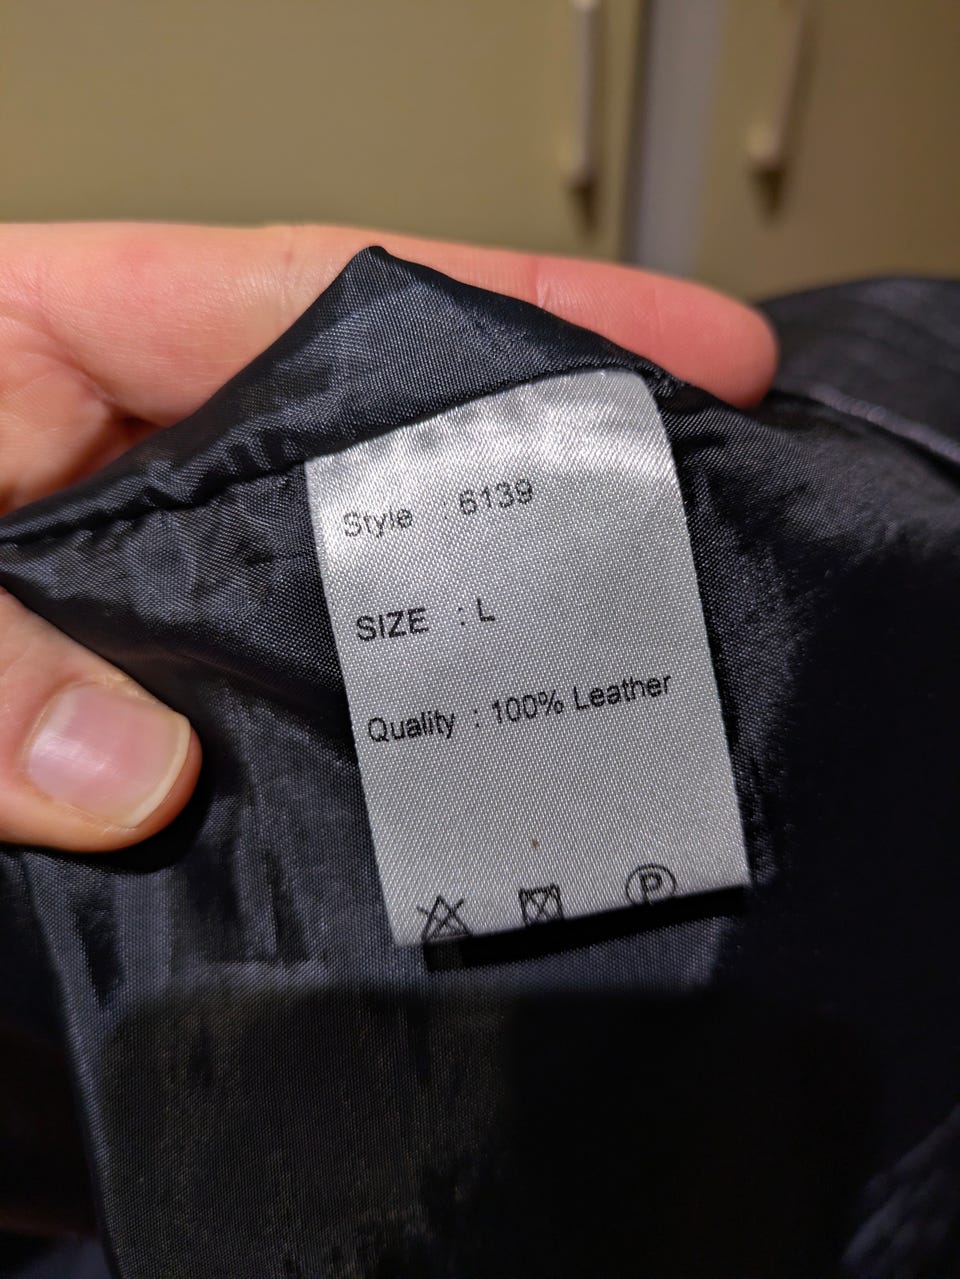 Style : 6139
SIZE : L
Quality : 100% Leather
P